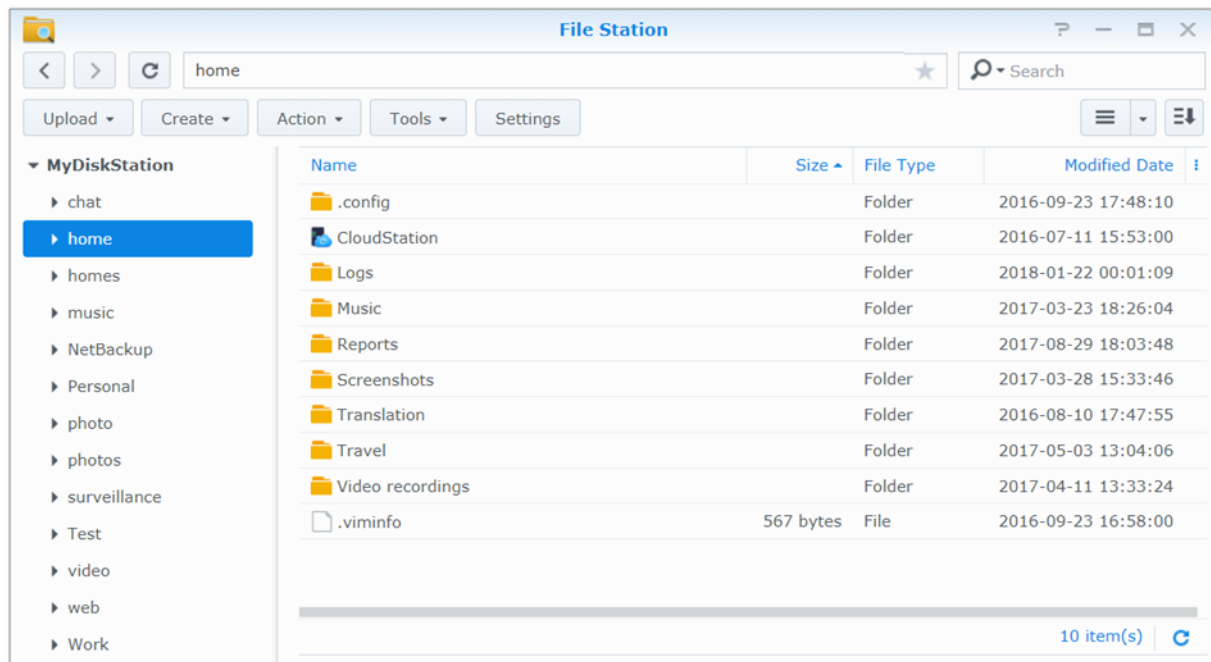 File Station
home
Search
Upload Create Action Tools Settings
MyDiskStation
chat
home
homes
music
NetBackup
Personal
photo
photos
surveillance
Test
video
web
Work
Name Size File Type Modified Date
.config Folder 2016-09-23 17:48:10
CloudStation Folder 2016-07-11 15:53:00
Logs Folder 2018-01-22 00:01:09
Music Folder 2017-03-23 18:26:04
Reports Folder 2017-08-29 18:03:48
Screenshots Folder 2017-03-28 15:33:46
Translation Folder 2016-08-10 17:47:55
Travel Folder 2017-05-03 13:04:06
Video recordings Folder 2017-04-11 13:33:24
.viminfo 567 bytes File 2016-09-23 16:58:00
10 item(s)